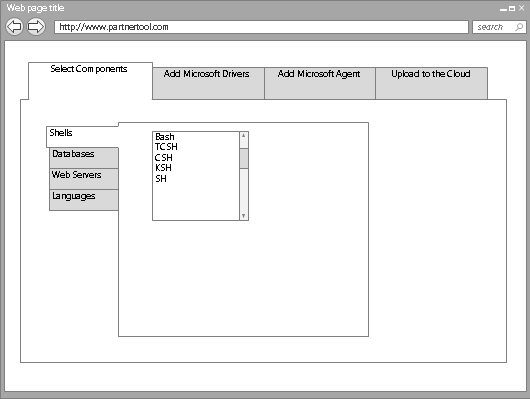 Web page title
http://www.partnertool.com
search
Select Components
Add Microsoft Drivers
Add Microsoft Agent
Upload to the Cloud
Shells
Databases
Web Servers
Languages
Bash
TCSH
CSH
KSH
SH